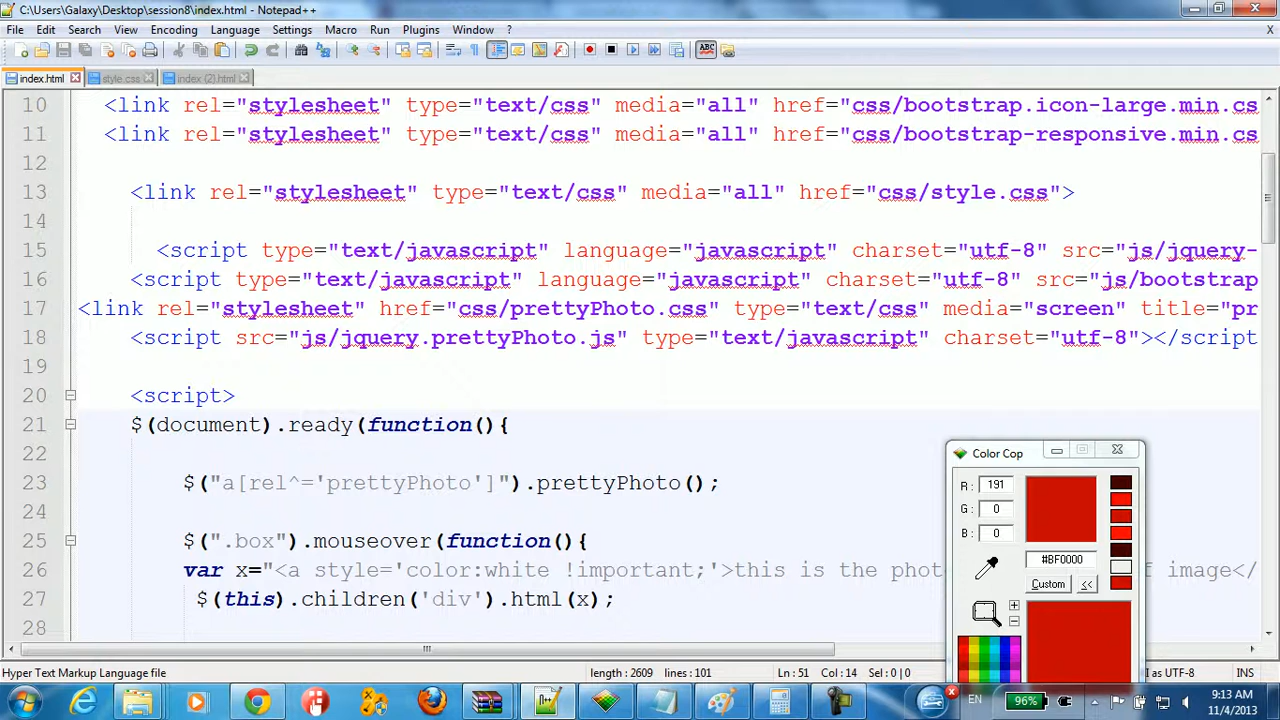 C:\Users\Galaxy\Desktop\session8\index.html - Notepad++
File Edit Search View Encoding Language Settings Macro Run Plugins Window ? X
ABC
index.html style.css index (2).html
10 <link rel="stylesheet" type="text/css" media="all" href="css/bootstrap.icon-large.min.cs
11 <link rel="stylesheet" type="text/css" media="all" href="css/bootstrap-responsive.min.cs
12
13 <link rel="stylesheet" type="text/css" media="all" href="css/style.css">
14
15 <script type="text/javascript" language="javascript" charset="utf-8" src="js/jquery-
16 <script type="text/javascript" language="javascript" charset="utf-8" src="js/bootstrap
17 <link rel="stylesheet" href="css/prettyPhoto.css" type="text/css" media="screen" title="pr
18 <script src="js/jquery.prettyPhoto.js" type="text/javascript" charset="utf-8"></script
19
20 <script>
21 $(document).ready(function(){
22
23 $("a[rel^='prettyPhoto']").prettyPhoto();
24
25 $(".box").mouseover(function(){
26 var x="<a style='color:white !important;'>this is the phot f image</
27 $(this).children('div').html(x);
28
Color Cop
R: 191
G: 0
B: 0
#BF0000
Custom <<
Hyper Text Markup Language file length : 2609 lines : 101 Ln : 51 Col : 14 Sel : 0 | 0 I as UTF-8 INS
EN 96% 9:13 AM
11/4/2013